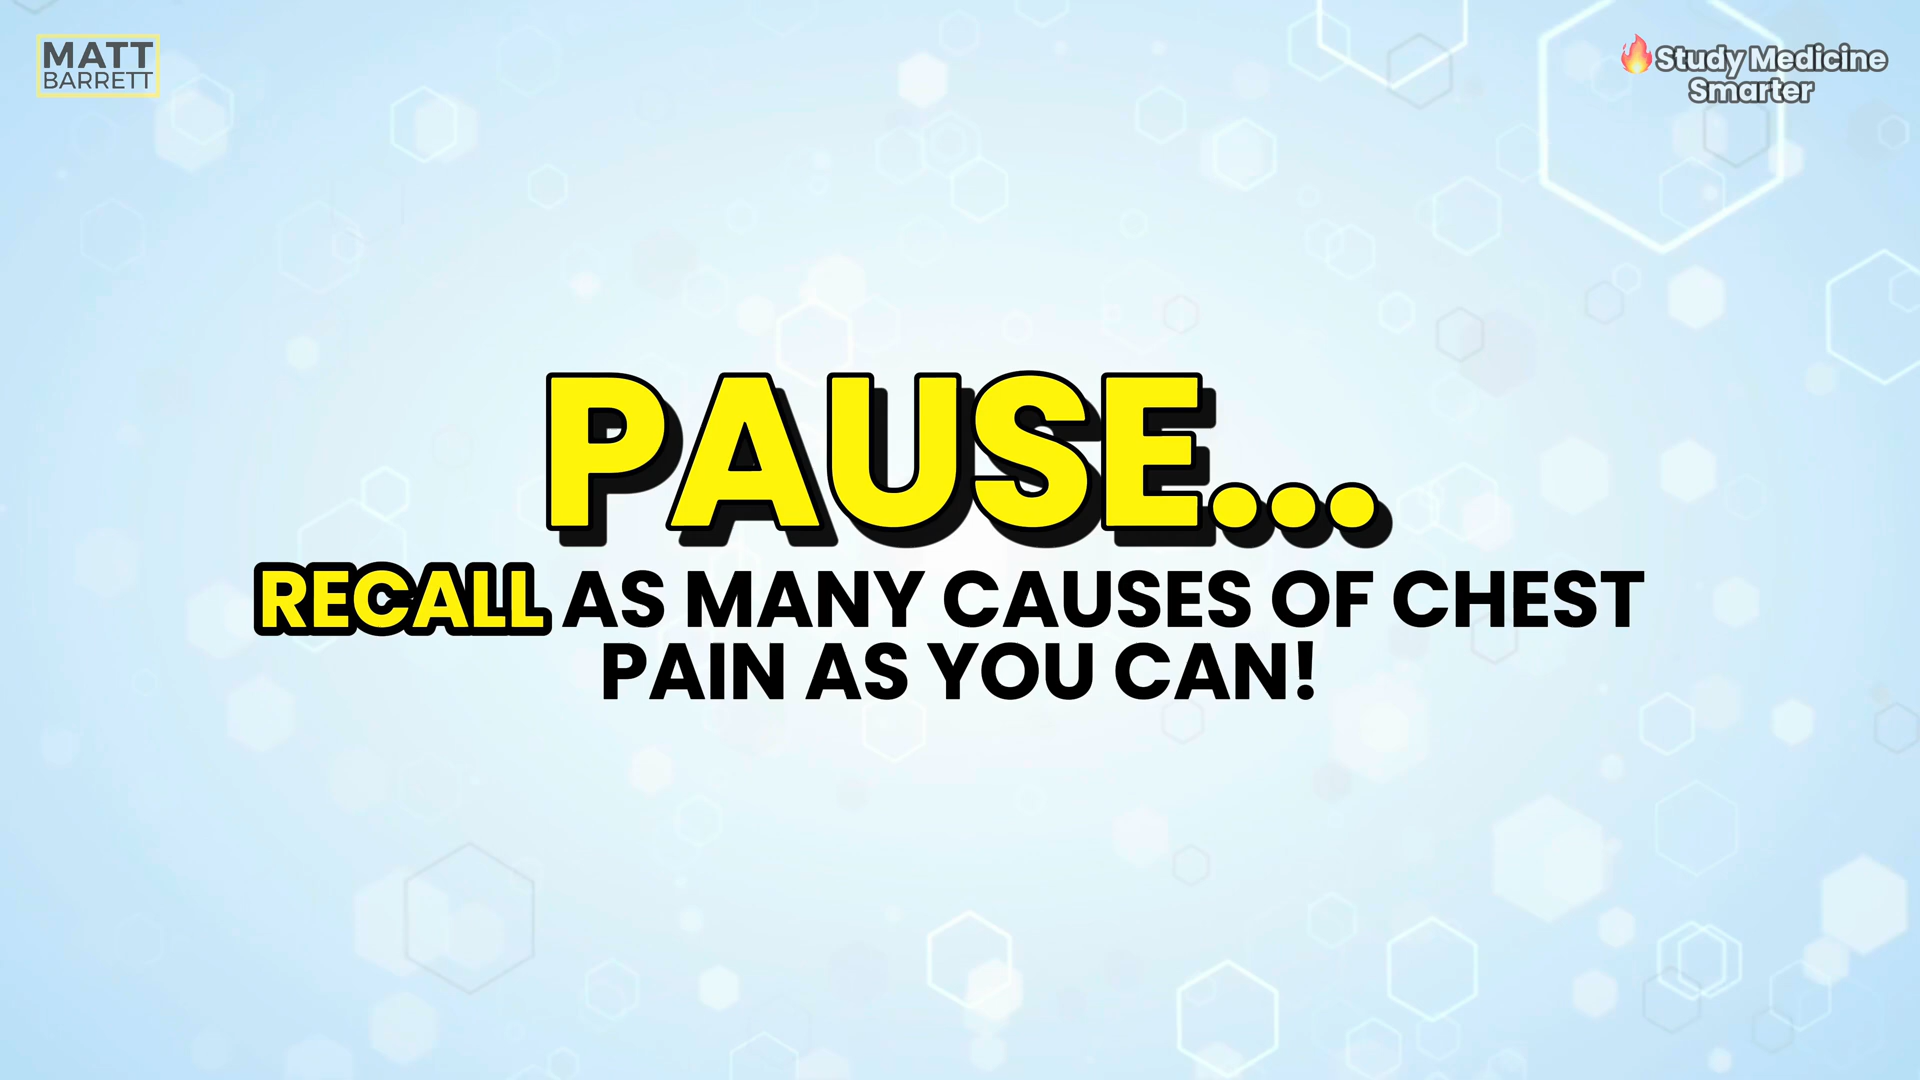 MATT
BARRETT
🔥Study Medicine
Smarter
PAUSE...
RECALL AS MANY CAUSES OF CHEST
PAIN AS YOU CAN!